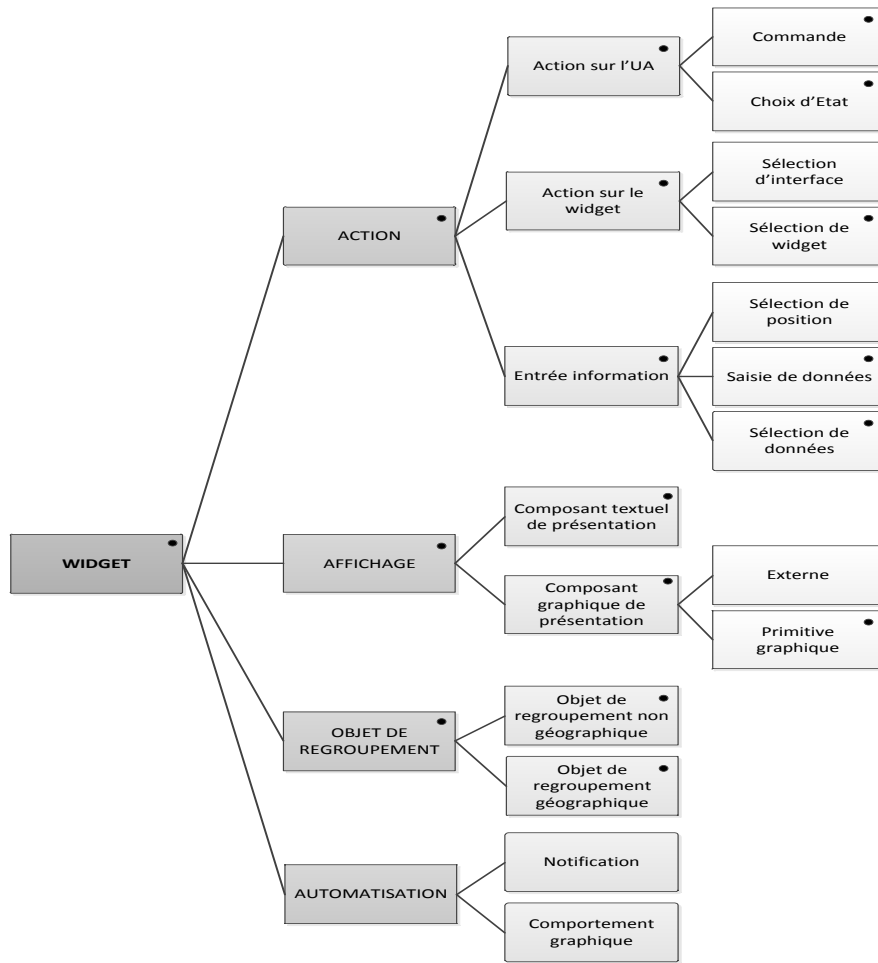 Commande
Action sur l’UA
Choix d’Etat
Sélection
d’interface
Action sur le
widget
ACTION
Sélection de
widget
Sélection de
position
Entrée information
Saisie de données
Sélection de
données
Composant textuel
de présentation
WIDGET
AFFICHAGE
Externe
Composant
graphique de
présentation
Primitive
graphique
Objet de
regroupement non
géographique
OBJET DE
REGROUPEMENT
Objet de
regroupement
géographique
Notification
AUTOMATISATION
Comportement
graphique